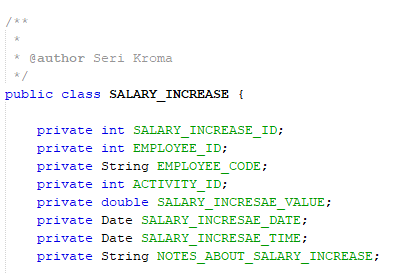 /**
*
* @author Seri Kroma
*/
public class SALARY_INCREASE {
private int SALARY_INCREASE_ID;
private int EMPLOYEE_ID;
private String EMPLOYEE_CODE;
private int ACTIVITY_ID;
private double SALARY_INCRESAE_VALUE;
private Date SALARY_INCRESAE_DATE;
private Date SALARY_INCRESAE_TIME;
private String NOTES_ABOUT_SALARY_INCREASE;